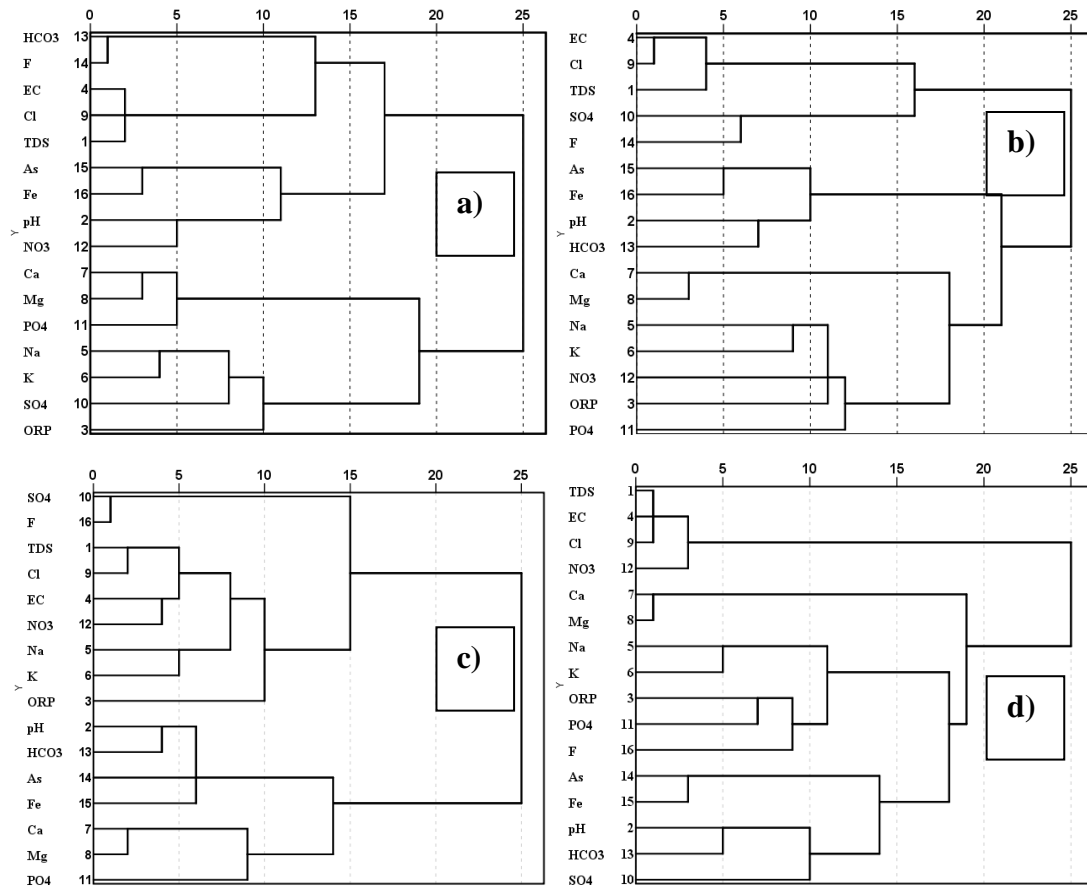 0 5 10 15 20 25
HCO3 13
F 14
EC 4
Cl 9
TDS 1
As 15
Fe 16
pH 2
NO3 12
Ca 7
Mg 8
PO4 11
Na 5
K 6
SO4 10
ORP 3
Y
a)
0 5 10 15 20 25
EC 4
Cl 9
TDS 1
SO4 10
F 14
As 15
Fe 16
pH 2
HCO3 13
Ca 7
Mg 8
Na 5
K 6
NO3 12
ORP 3
PO4 11
Y
b)
0 5 10 15 20 25
SO4 10
F 16
TDS 1
Cl 9
EC 4
NO3 12
Na 5
K 6
ORP 3
pH 2
HCO3 13
As 14
Fe 15
Ca 7
Mg 8
PO4 11
Y
c)
0 5 10 15 20 25
TDS 1
EC 4
Cl 9
NO3 12
Ca 7
Mg 8
Na 5
K 6
ORP 3
PO4 11
F 16
As 14
Fe 15
pH 2
HCO3 13
SO4 10
Y
d)